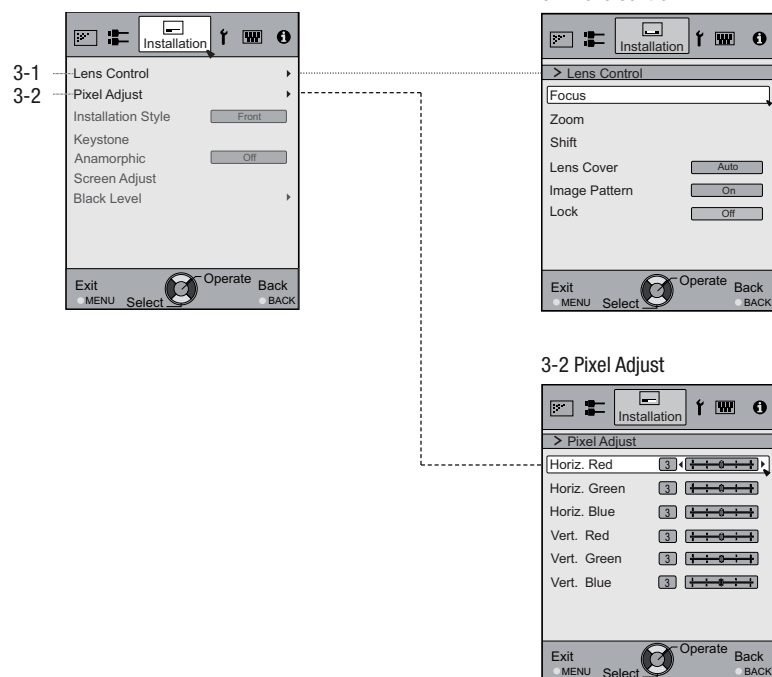 Installation
3-1 Lens Control
3-2 Pixel Adjust
Installation Style Front
Keystone
Anamorphic Off
Screen Adjust
Black Level
Exit Operate Back
MENU Select BACK
Installation
> Lens Control
Focus
Zoom
Shift
Lens Cover Auto
Image Pattern On
Lock Off
Exit Operate Back
MENU Select BACK
3-2 Pixel Adjust
Installation
> Pixel Adjust
Horiz. Red 3
Horiz. Green 3
Horiz. Blue 3
Vert. Red 3
Vert. Green 3
Vert. Blue 3
Exit Operate Back
MENU Select BACK